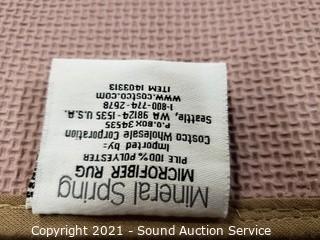 Mineral Spring
MICROFIBER RUG
PILE 100% POLYESTER
Imported by:
Costco Wholesale Corporation
P.O. BOX 34535
Seattle, WA 98124-1535 U.S.A.
1-800-774-2678
www.costco.com
ITEM 1403313
Copyright 2021 - Sound Auction Service